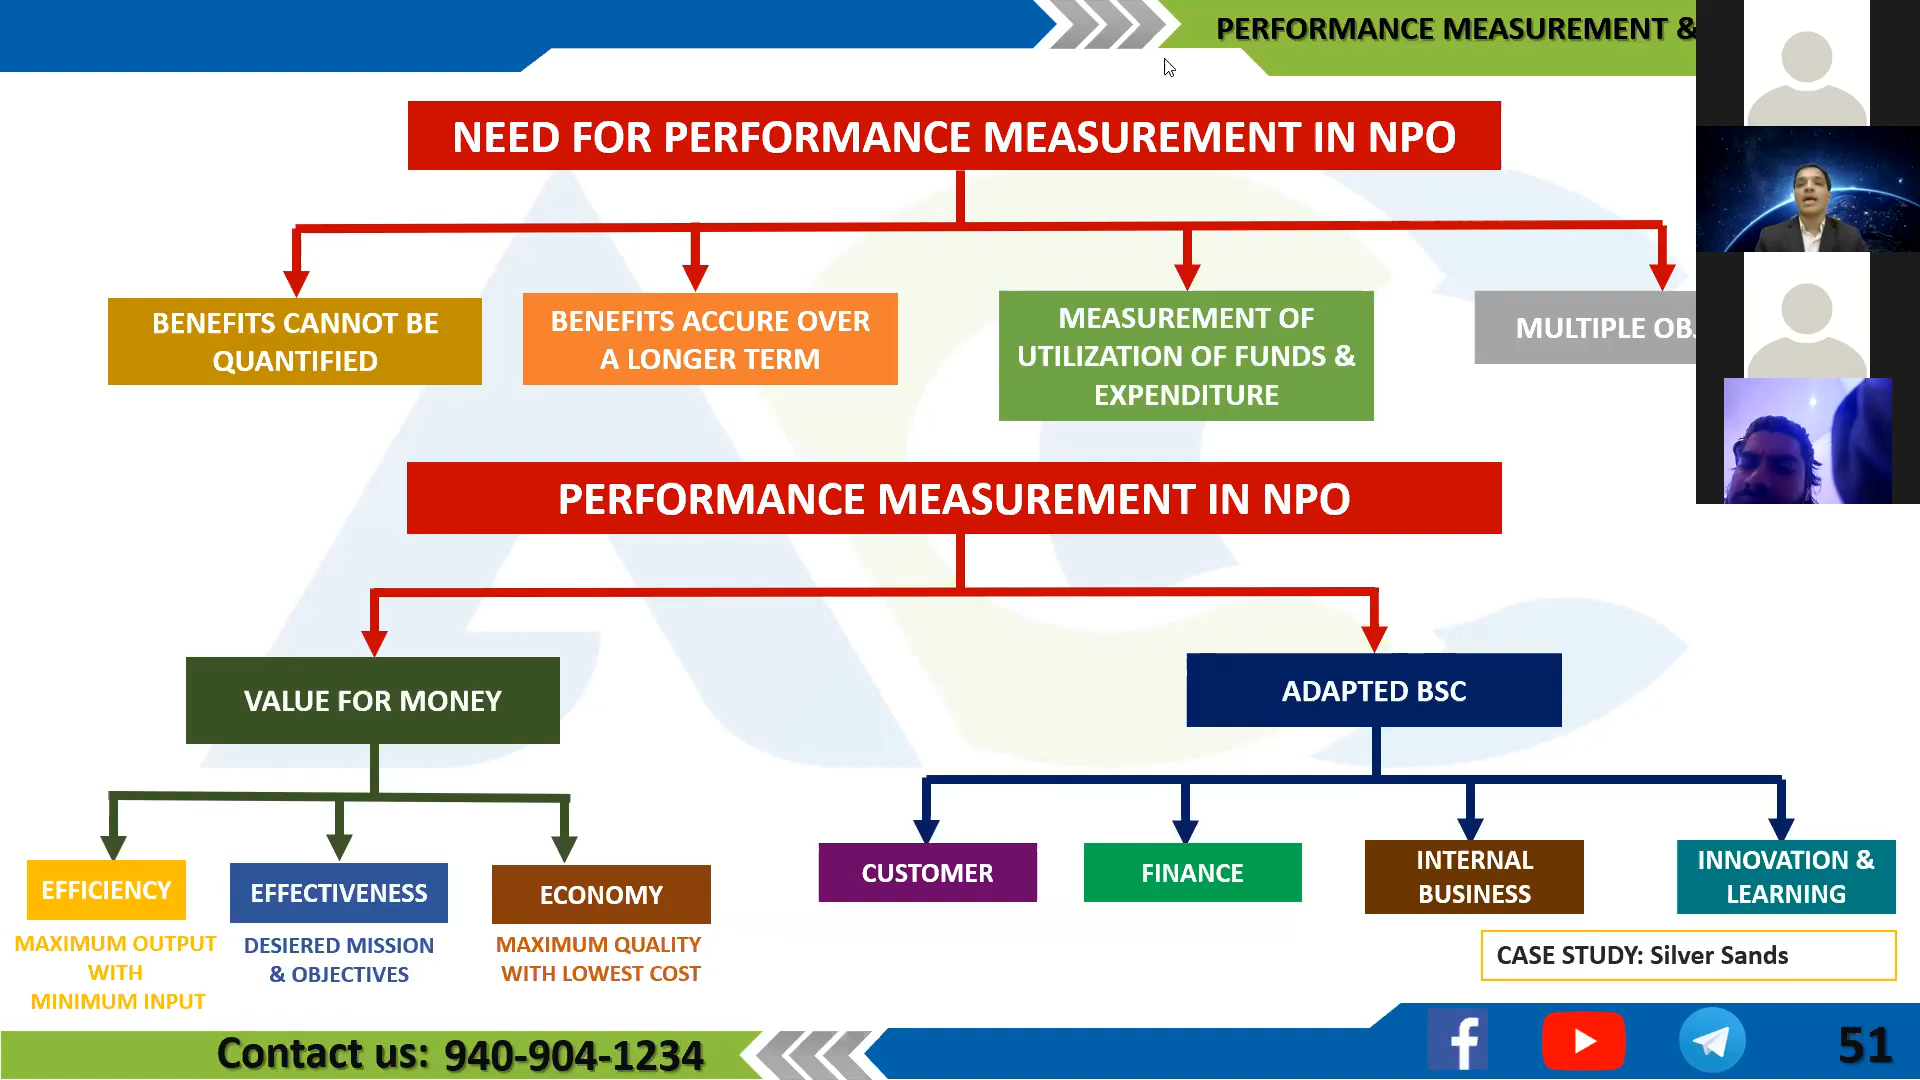 PERFORMANCE MEASUREMENT &
NEED FOR PERFORMANCE MEASUREMENT IN NPO
BENEFITS CANNOT BE
QUANTIFIED
BENEFITS ACCURE OVER
A LONGER TERM
MEASUREMENT OF
UTILIZATION OF FUNDS &
EXPENDITURE
MULTIPLE
PERFORMANCE MEASUREMENT IN NPO
VALUE FOR MONEY
ADAPTED BSC
EFFICIENCY
MAXIMUM OUTPUT
WITH
MINIMUM INPUT
EFFECTIVENESS
DESIERED MISSION
& OBJECTIVES
ECONOMY
MAXIMUM QUALITY
WITH LOWEST COST
CUSTOMER
FINANCE
INTERNAL
BUSINESS
INNOVATION &
LEARNING
CASE STUDY: Silver Sands
Contact us: 940-904-1234
51